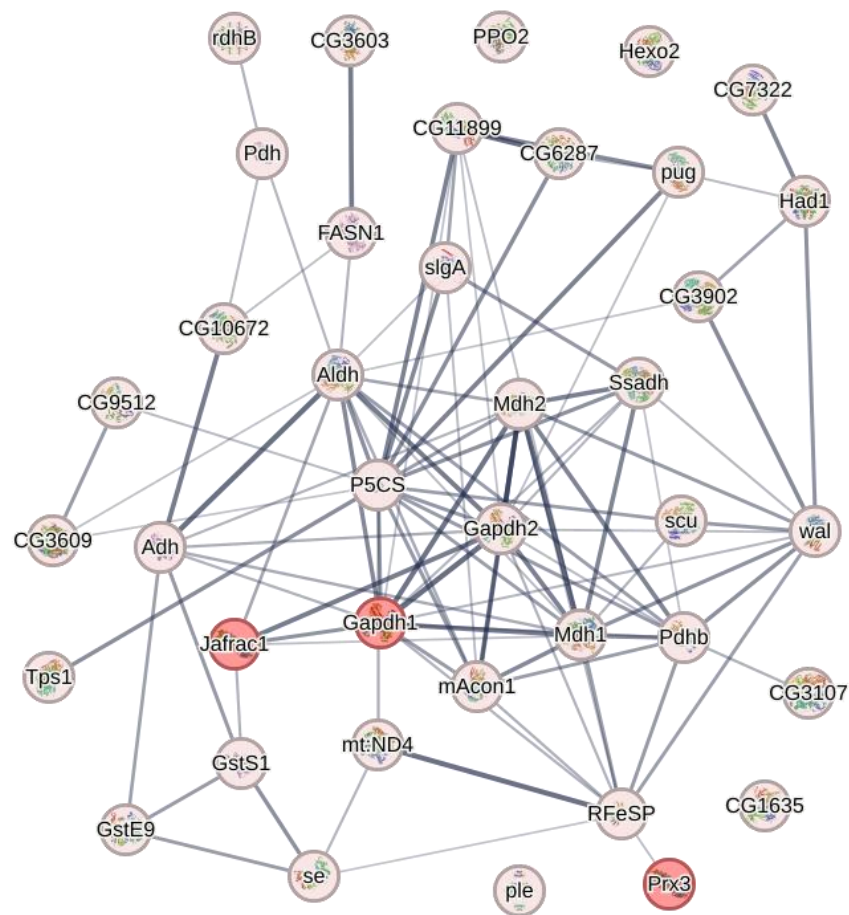 rdhB
CG3603
PPO2
Hexo2
CG7322
CG11899
CG6287
Pdh
pug
Had1
FASN1
slgA
CG3902
CG10672
Aldh
Ssadh
CG9512
Mdh2
P5CS
Gapdh2
scu
wal
CG3609
Adh
Jafrac1
Gapdh1
Mdh1
Pdhb
Tps1
mAcon1
CG3107
mt:ND4
GstS1
RFeSP
CG1635
GstE9
se
ple
Prx3